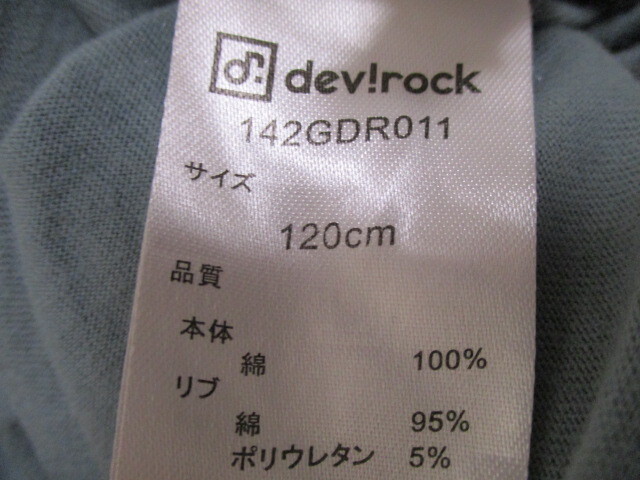 dev!rock
142GDR011
サイズ
120cm
品質
本体
綿 100%
リブ
綿 95%
ポリウレタン 5%